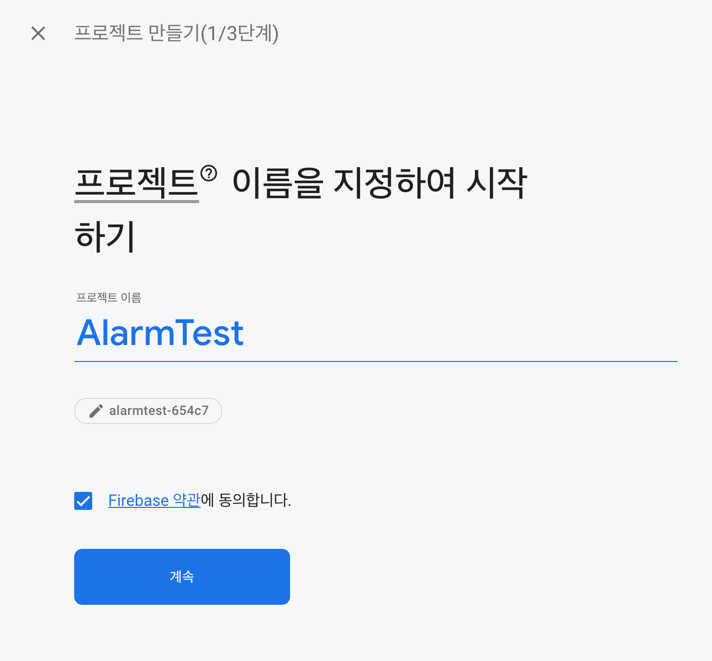 프로젝트 만들기(1/3단계)
프로젝트 이름을 지정하여 시작
하기
프로젝트 이름
AlarmTest
alarmtest-654c7
Firebase 약관에 동의합니다.
계속